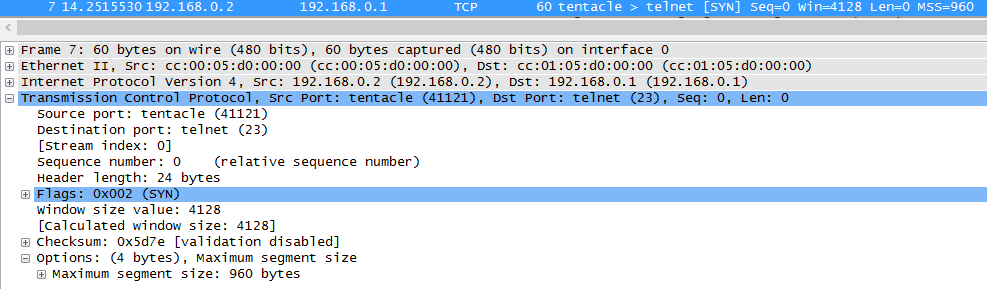 7 14.2515530 192.168.0.2 192.168.0.1 TCP 60 tentacle > telnet [SYN] Seq=0 Win=4128 Len=0 MSS=960
Frame 7: 60 bytes on wire (480 bits), 60 bytes captured (480 bits) on interface 0
Ethernet II, Src: cc:00:05:d0:00:00 (cc:00:05:d0:00:00), Dst: cc:01:05:d0:00:00 (cc:01:05:d0:00:00)
Internet Protocol Version 4, Src: 192.168.0.2 (192.168.0.2), Dst: 192.168.0.1 (192.168.0.1)
Transmission Control Protocol, Src Port: tentacle (41121), Dst Port: telnet (23), Seq: 0, Len: 0
Source port: tentacle (41121)
Destination port: telnet (23)
[Stream index: 0]
Sequence number: 0 (relative sequence number)
Header length: 24 bytes
Flags: 0x002 (SYN)
Window size value: 4128
[Calculated window size: 4128]
Checksum: 0x5d7e [validation disabled]
Options: (4 bytes), Maximum segment size
Maximum segment size: 960 bytes